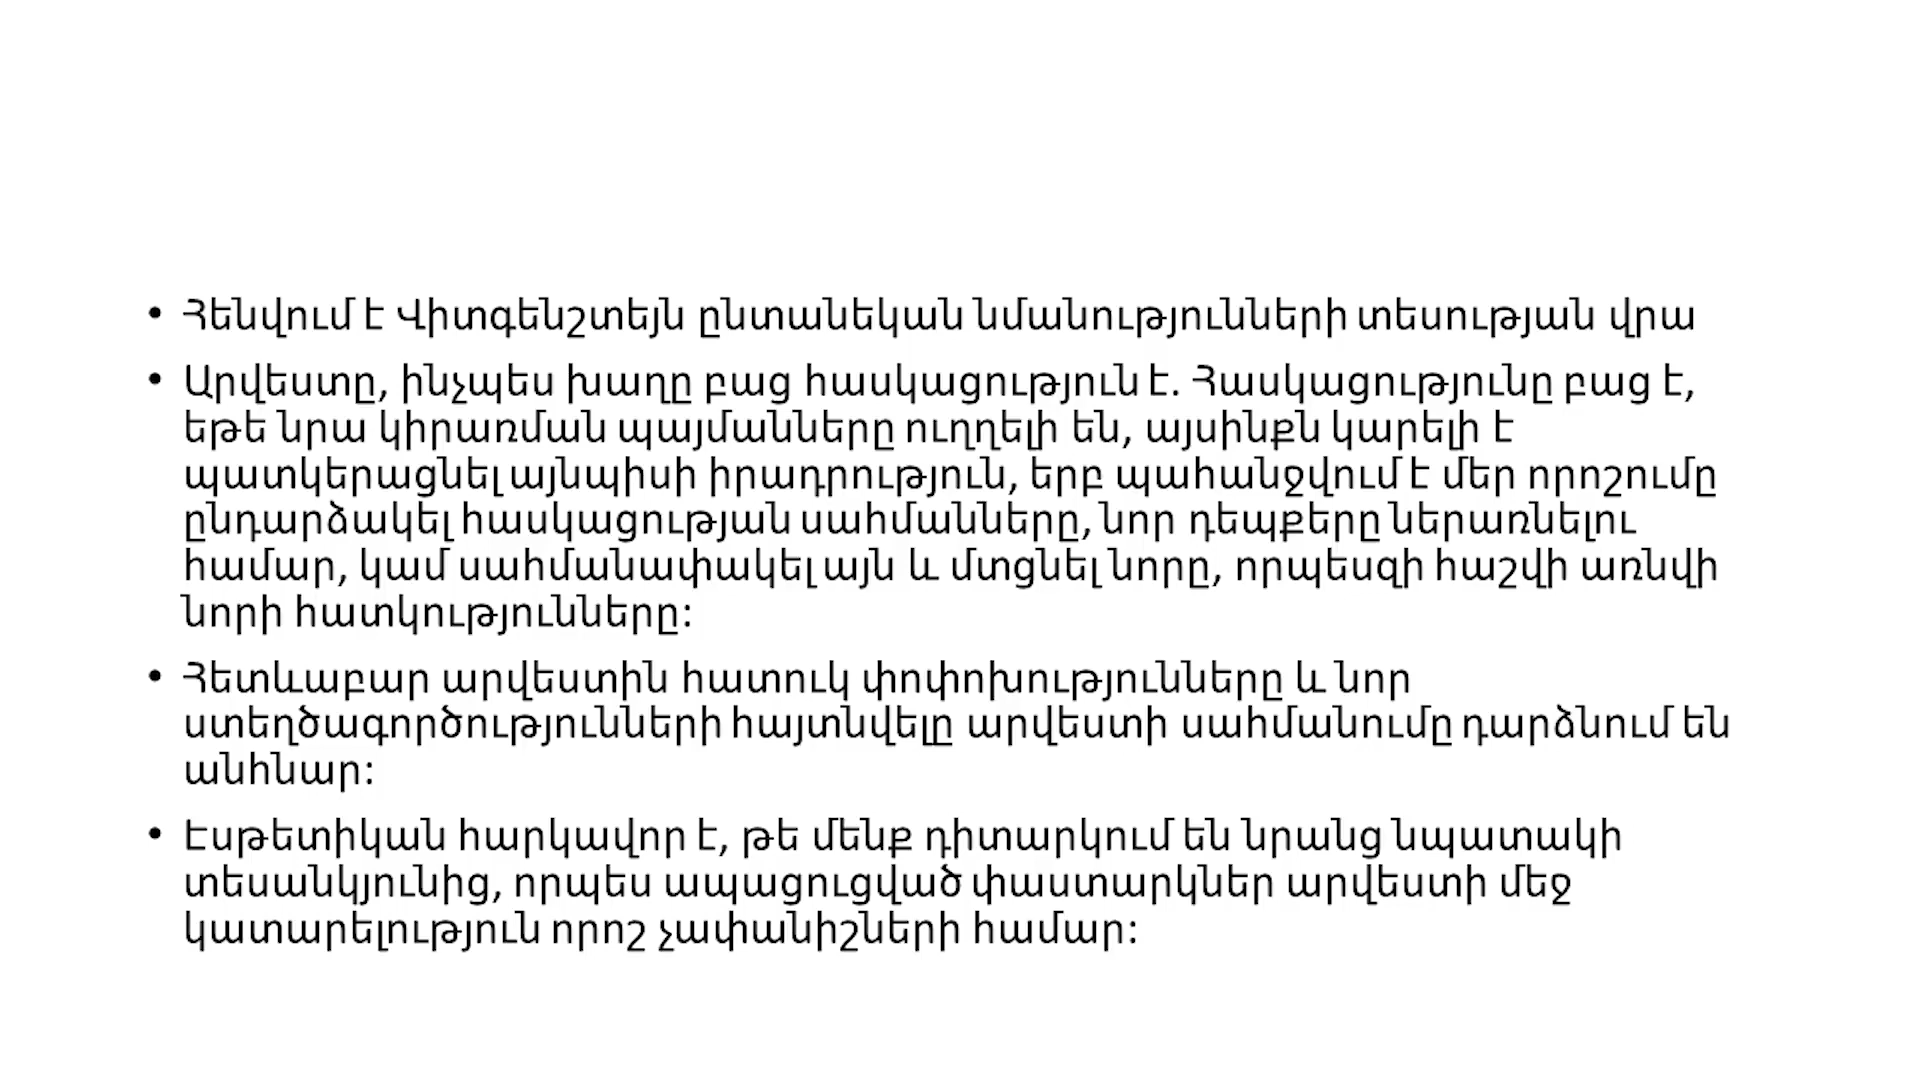 • Հենվում է Վիտգենշտեյն ընտանեկան նմանությունների տեսության վրա
• Արվեստը, ինչպես խաղը բաց հասկացություն է. Հասկացությունը բաց է,
եթե նրա կիրառման պայմանները ուղղելի են, այսինքն կարելի է
պատկերացնել այնպիսի իրադրություն, երբ պահանջվում է մեր որոշումը
ընդարձակել հասկացության սահմանները, նոր դեպքերը ներառնելու
համար, կամ սահմանափակել այն և մտցնել նորը, որպեսզի հաշվի առնվի
նորի հատկությունները:
• Հետևաբար արվեստին հատուկ փոփոխությունները և նոր
ստեղծագործությունների հայտնվելը արվեստի սահմանումը դարձնում են
անհնար:
• Էսթետիկան հարկավոր է, թե մենք դիտարկում են նրանց նպատակի
տեսանկյունից, որպես ապացուցված փաստարկներ արվեստի մեջ
կատարելություն որոշ չափանիշների համար: